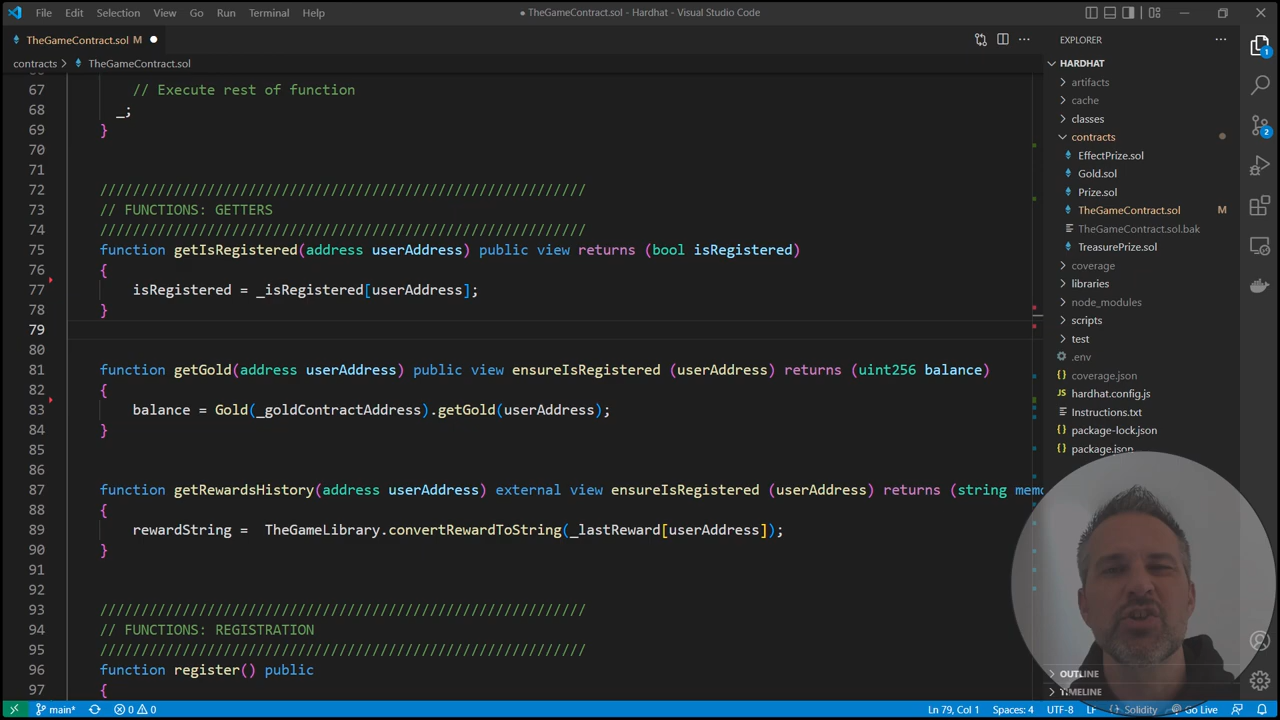 File Edit Selection View Go Run Terminal Help
TheGameContract.sol - Hardhat - Visual Studio Code
TheGameContract.sol M
contracts > TheGameContract.sol
67 // Execute rest of function
68 _;
69 }
70
71
72 ///////////////////////////////////////////////////////////
73 // FUNCTIONS: GETTERS
74 ///////////////////////////////////////////////////////////
75 function getIsRegistered(address userAddress) public view returns (bool isRegistered)
76 {
77 isRegistered = _isRegistered[userAddress];
78 }
79
80
81 function getGold(address userAddress) public view ensureIsRegistered (userAddress) returns (uint256 balance)
82 {
83 balance = Gold(_goldContractAddress).getGold(userAddress);
84 }
85
86
87 function getRewardsHistory(address userAddress) external view ensureIsRegistered (userAddress) returns (string memo
88 {
89 rewardString =  TheGameLibrary.convertRewardToString(_lastReward[userAddress]);
90 }
91
92
93 ///////////////////////////////////////////////////////////
94 // FUNCTIONS: REGISTRATION
95 ///////////////////////////////////////////////////////////
96 function register() public
97 {
EXPLORER
HARDHAT
artifacts
cache
classes
contracts
EffectPrize.sol
Gold.sol
Prize.sol
TheGameContract.sol M
TheGameContract.sol.bak
TreasurePrize.sol
coverage
libraries
node_modules
scripts
test
.env
coverage.json
hardhat.config.js
Instructions.txt
package-lock.json
package.json
OUTLINE
TIMELINE
1
2
main* 0 0
Ln 79, Col 1 Spaces: 4 UTF-8 LF Solidity Go Live